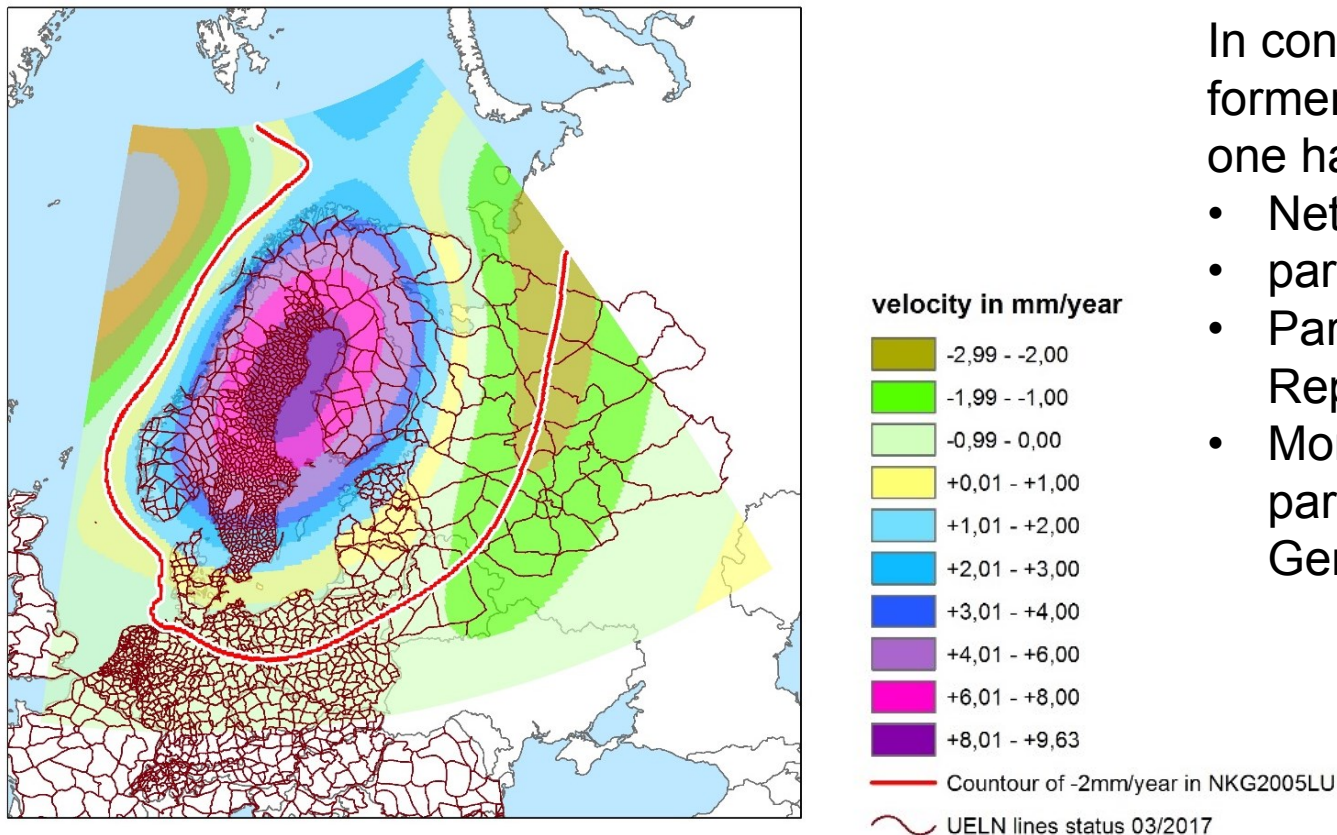 velocity in mm/year
-2,99 - -2,00
-1,99 - -1,00
-0,99 - 0,00
+0,01 - +1,00
+1,01 - +2,00
+2,01 - +3,00
+3,01 - +4,00
+4,01 - +6,00
+6,01 - +8,00
+8,01 - +9,63
Countour of -2mm/year in NKG2005LU
UELN lines status 03/2017
In con
former
one ha
• Net
• par
• Par
Rep
• Mor
par
Ger